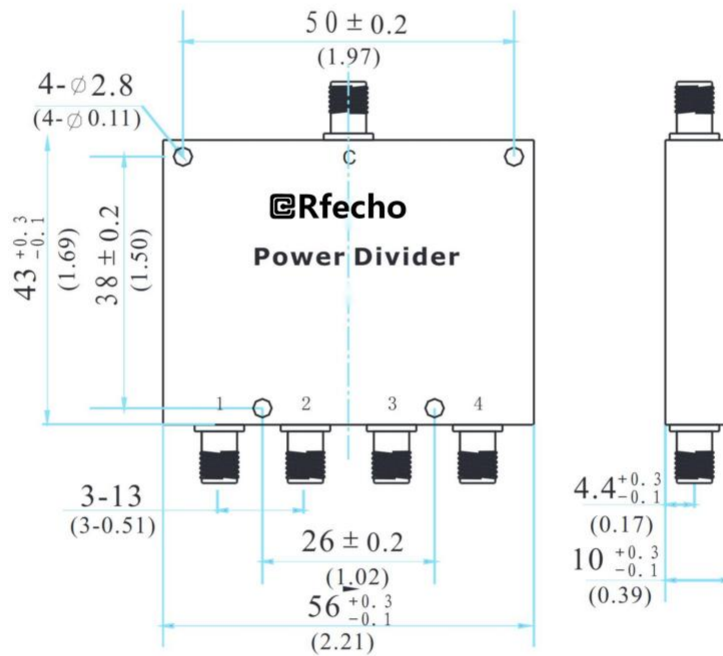 50±0.2
(1.97)
4-∅2.8
(4-∅0.11)
C
Rfecho
Power Divider
43 +0.3 -0.1
(1.69)
38±0.2
(1.50)
1 2 3 4
3-13
(3-0.51)
26±0.2
(1.02)
56 +0.3 -0.1
(2.21)
4.4 +0.3 -0.1
(0.17)
10 +0.3 -0.1
(0.39)